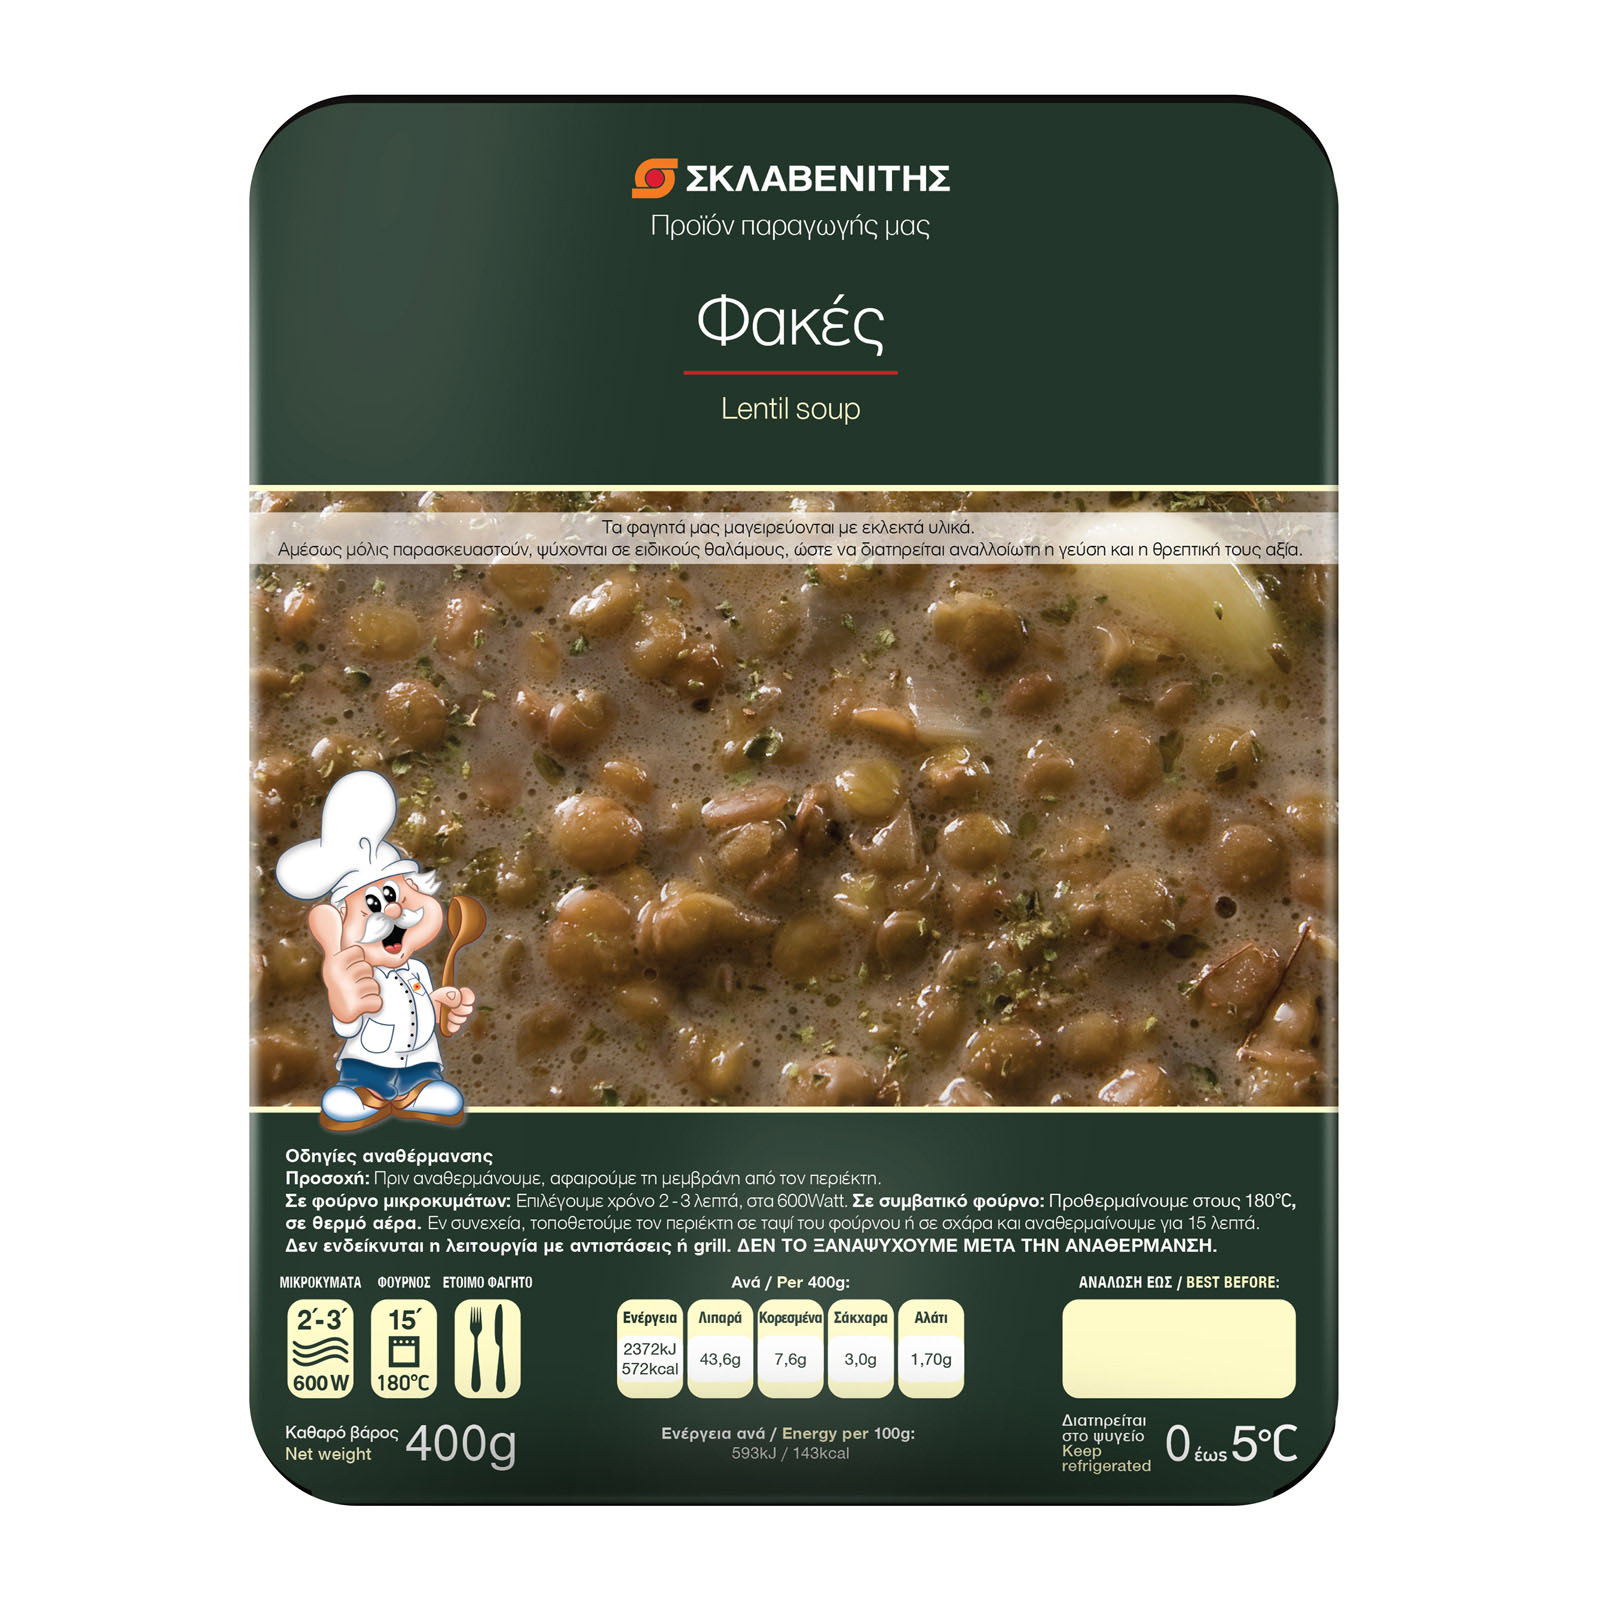 ΣΚΛΑΒΕΝΙΤΗΣ
Προϊόν παραγωγής μας
Φακές
Lentil soup
Τα φαγητά μας μαγειρεύονται με εκλεκτά υλικά.
Αμέσως μόλις παρασκευαστούν, ψύχονται σε ειδικούς θαλάμους, ώστε να διατηρείται αναλλοίωτη η γεύση και η θρεπτική τους αξία.
Οδηγίες αναθέρμανσης
Προσοχή: Πριν αναθερμάνουμε, αφαιρούμε τη μεμβράνη από τον περιέκτη.
Σε φούρνο μικροκυμάτων: Επιλέγουμε χρόνο 2 - 3 λεπτά, στα 600Watt. Σε συμβατικό φούρνο: Προθερμαίνουμε στους 180°C,
σε θερμό αέρα. Εν συνεχεία, τοποθετούμε τον περιέκτη σε ταψί του φούρνου ή σε σχάρα και αναθερμαίνουμε για 15 λεπτά.
Δεν ενδείκνυται η λειτουργία με αντιστάσεις ή grill. ΔΕΝ ΤΟ ΞΑΝΑΨΥΧΟΥΜΕ ΜΕΤΑ ΤΗΝ ΑΝΑΘΕΡΜΑΝΣΗ.
ΜΙΚΡΟΚΥΜΑΤΑ ΦΟΥΡΝΟΣ ΕΤΟΙΜΟ ΦΑΓΗΤΟ
2΄-3΄ 15΄
600 W 180°C
Ανά / Per 400g:
Ενέργεια Λιπαρά Κορεσμένα Σάκχαρα Αλάτι
2372kJ
572kcal 43,6g 7,6g 3,0g 1,70g
ΑΝΑΛΩΣΗ ΕΩΣ / BEST BEFORE:
Καθαρό βάρος
Net weight 400g
Ενέργεια ανά / Energy per 100g:
593kJ / 143kcal
Διατηρείται
στο ψυγείο
Keep
refrigerated
0 έως 5°C